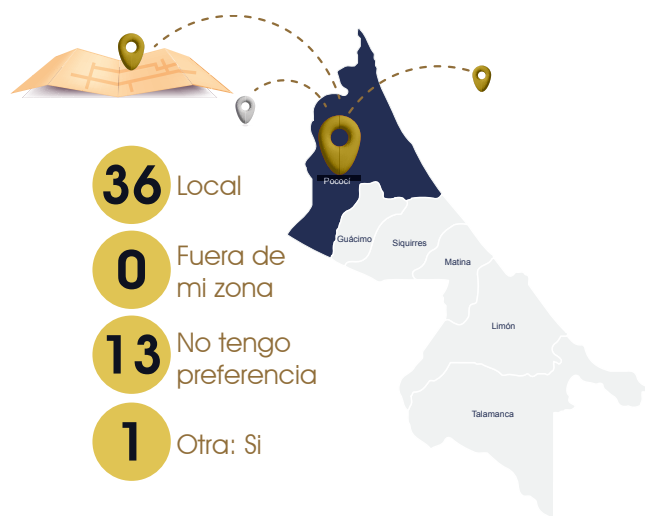 36 Local
0 Fuera de
mi zona
13 No tengo
preferencia
1 Otra: Si
Pococí
Guácimo
Siquirres
Matina
Limón
Talamanca